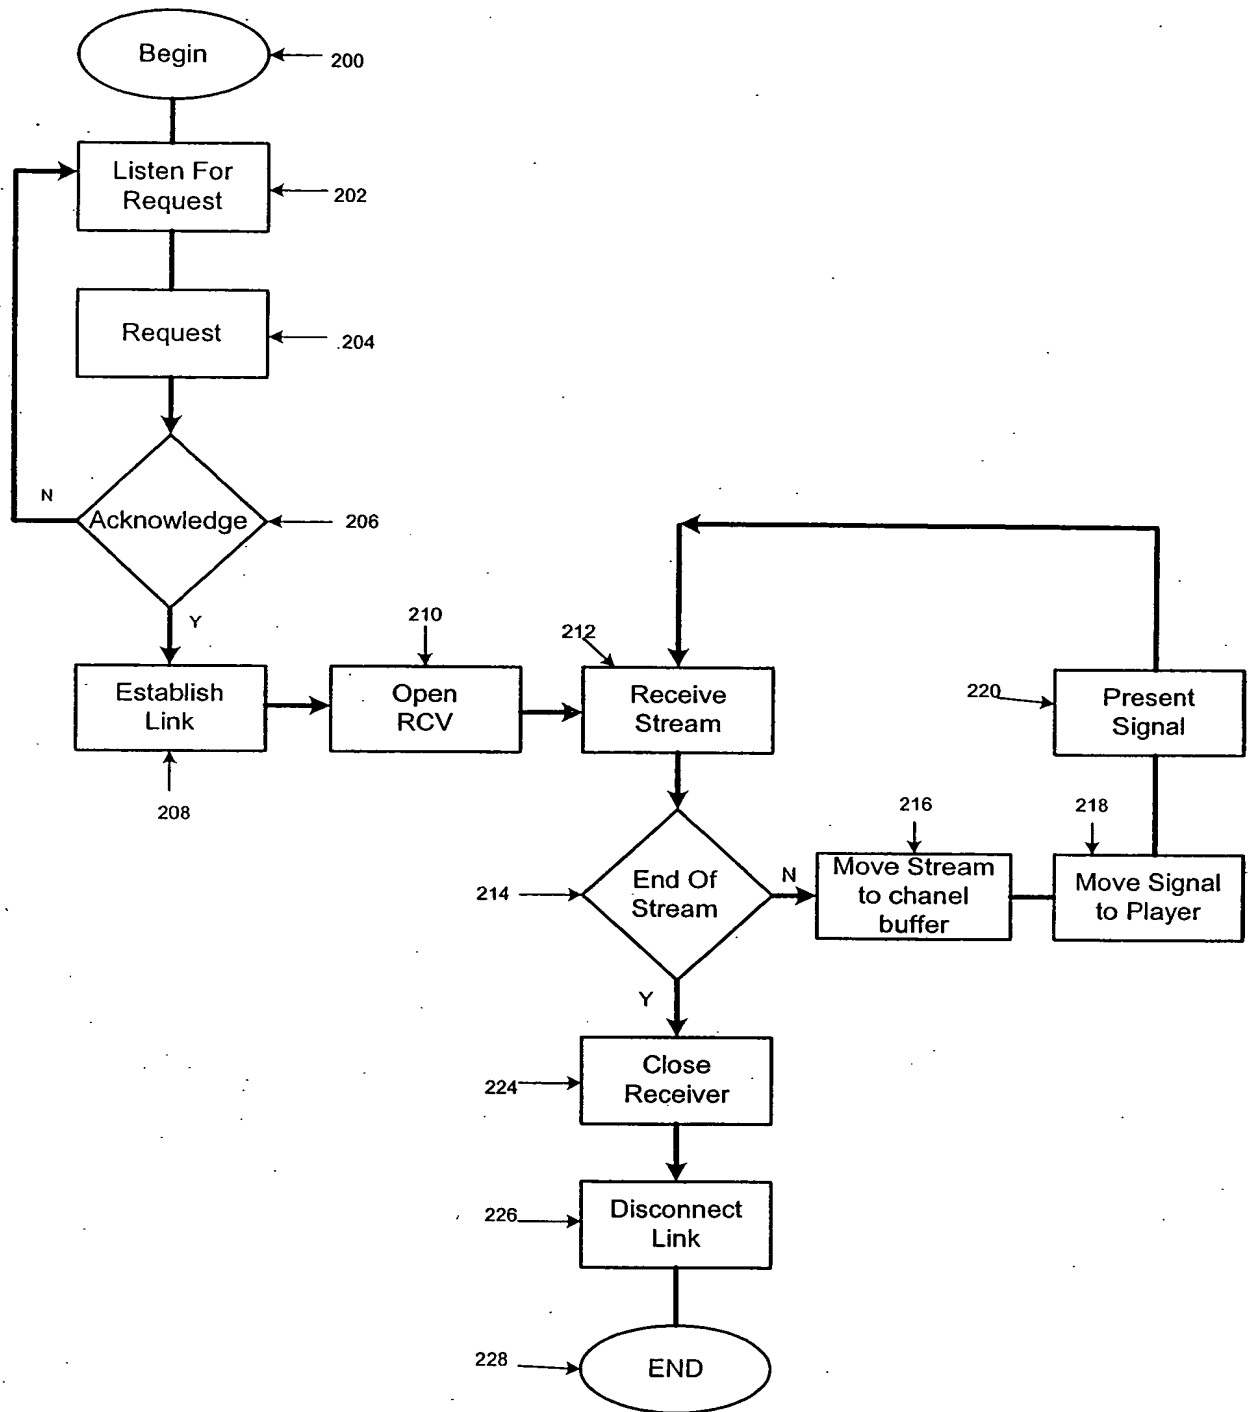 Begin
200
Listen For
Request
202
Request
204
N
Acknowledge
206
Y
Establish
Link
208
210
Open
RCV
212
Receive
Stream
220
Present
Signal
214
End Of
Stream
N
216
Move Stream
to chanel
buffer
218
Move Signal
to Player
Y
224
Close
Receiver
226
Disconnect
Link
228
END